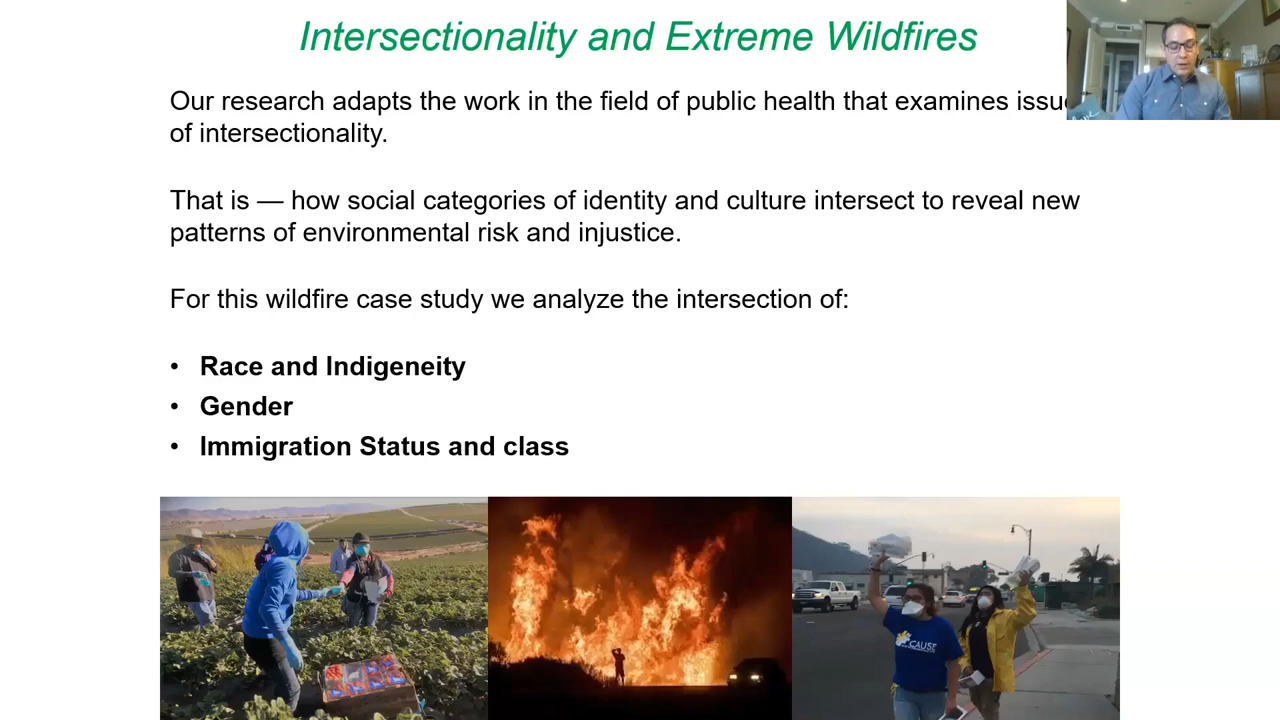 Intersectionality and Extreme Wildfires
Our research adapts the work in the field of public health that examines
of intersectionality.
That is — how social categories of identity and culture intersect to reveal new
patterns of environmental risk and injustice.
For this wildfire case study we analyze the intersection of:
• Race and Indigeneity
• Gender
• Immigration Status and class
CAUSE